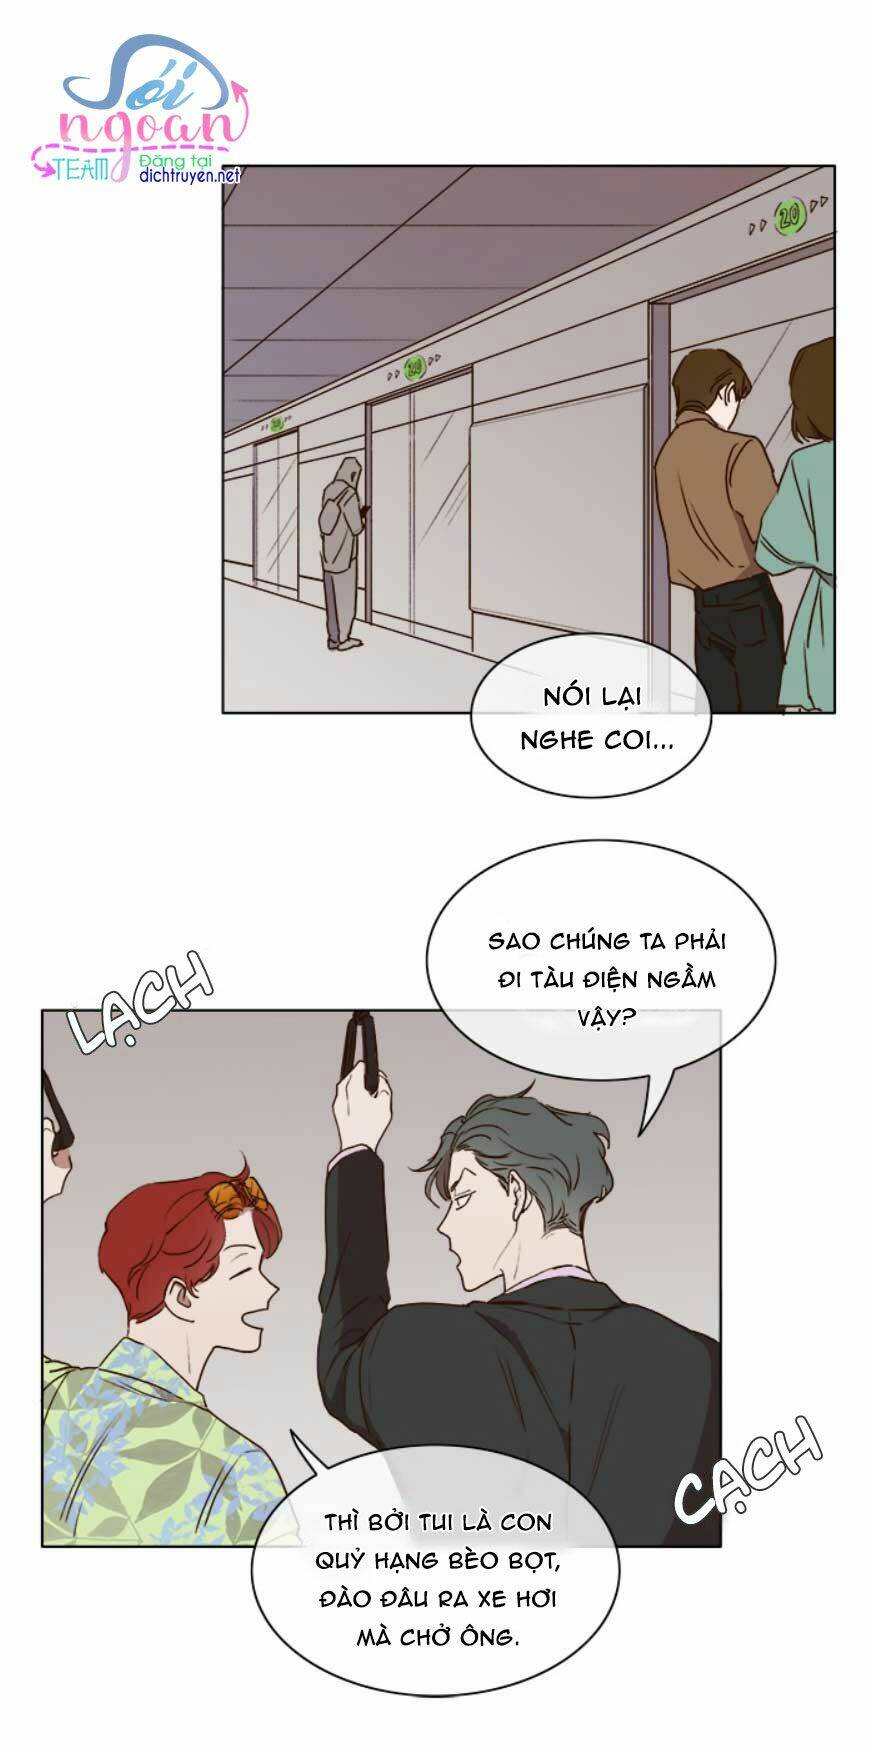 Sói
ngoan
TEAM
Đăng tại
dichtruyen.net
20
20
20
NÓI LẠI
NGHE COI...
SAO CHÚNG TA PHẢI
ĐI TÀU ĐIỆN NGẦM
VẬY?
LẠCH
CẠCH
THÌ BỞI TUI LÀ CON
QUỶ HẠNG BÈO BỌT,
ĐÀO ĐÂU RA XE HƠI
MÀ CHỞ ÔNG.